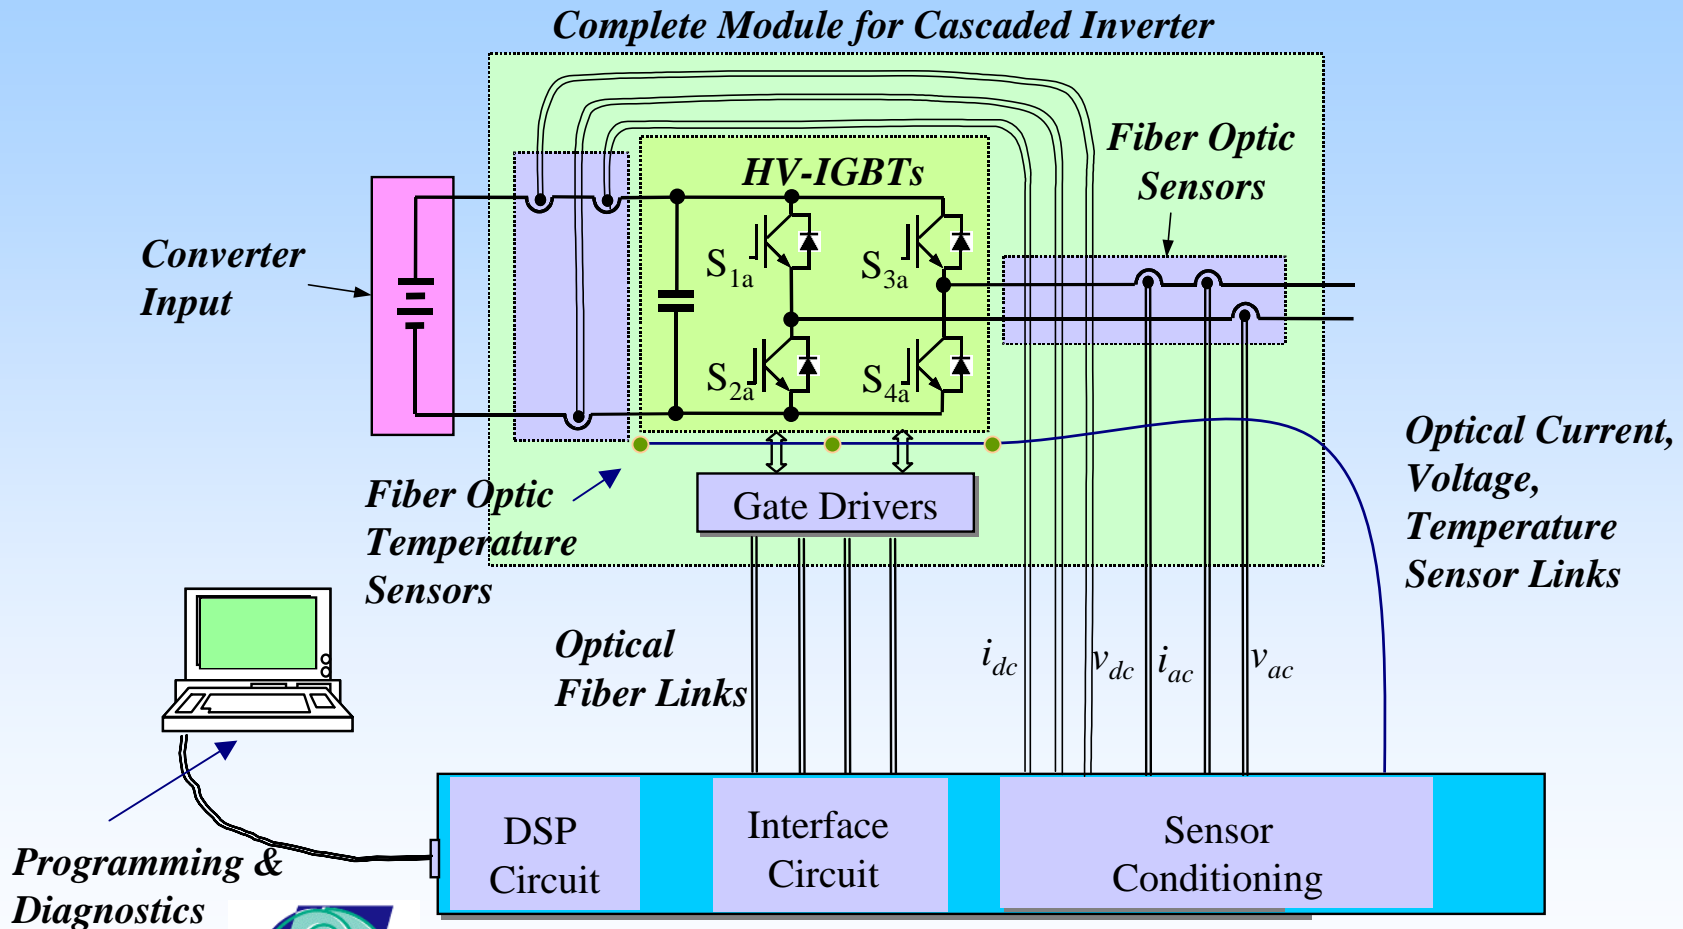 Complete Module for Cascaded Inverter
Fiber Optic
Sensors
HV-IGBTs
Converter
Input
S1a
S3a
S2a
S4a
Optical Current,
Voltage,
Temperature
Sensor Links
Fiber Optic
Temperature
Sensors
Gate Drivers
Optical
Fiber Links
idc
vdc
iac
vac
DSP
Circuit
Interface
Circuit
Sensor
Conditioning
Programming &
Diagnostics